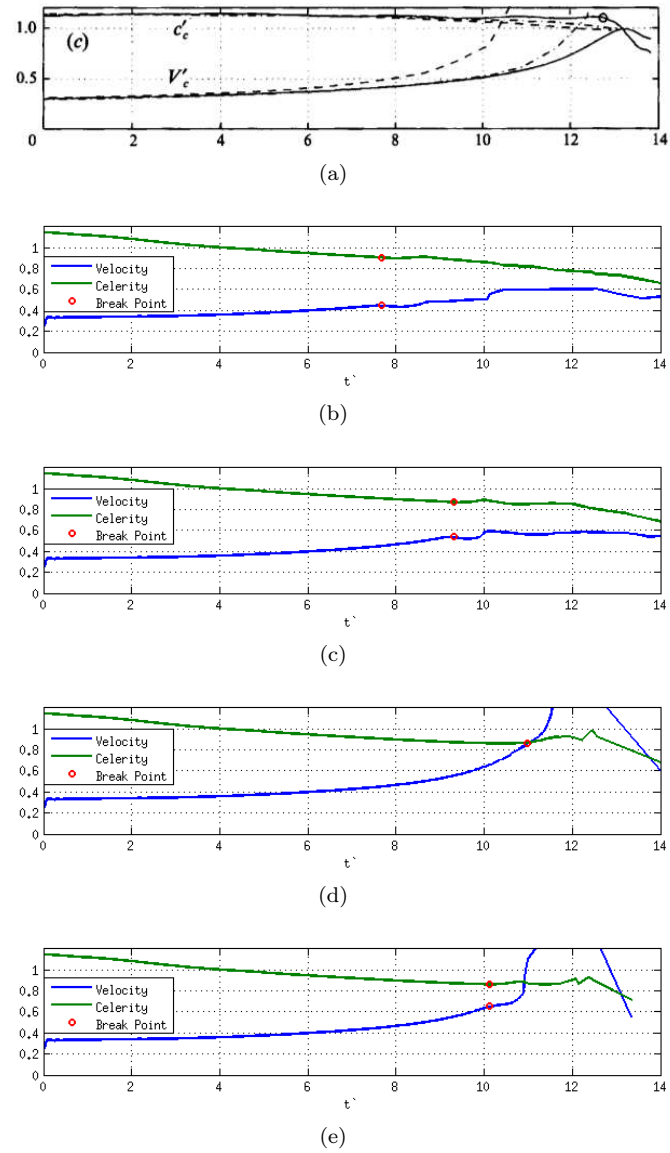 (c)
c′c
V′c
1.0
0.5
0 2 4 6 8 10 12 14
(a)
1
0.8
0.6
0.4
0.2
0
Velocity
Celerity
Break Point
0 2 4 6 8 10 12 14
t`
(b)
1
0.8
0.6
0.4
0.2
0
Velocity
Celerity
Break Point
0 2 4 6 8 10 12 14
t`
(c)
1
0.8
0.6
0.4
0.2
0
Velocity
Celerity
Break Point
0 2 4 6 8 10 12 14
t`
(d)
1
0.8
0.6
0.4
0.2
0
Velocity
Celerity
Break Point
0 2 4 6 8 10 12 14
t`
(e)